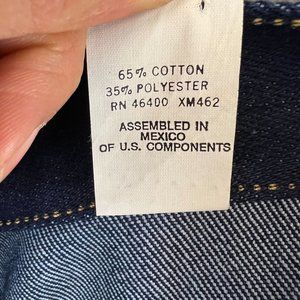 65% COTTON
35% POLYESTER
RN 46400 XM462
ASSEMBLED IN
MEXICO
OF U.S. COMPONENTS